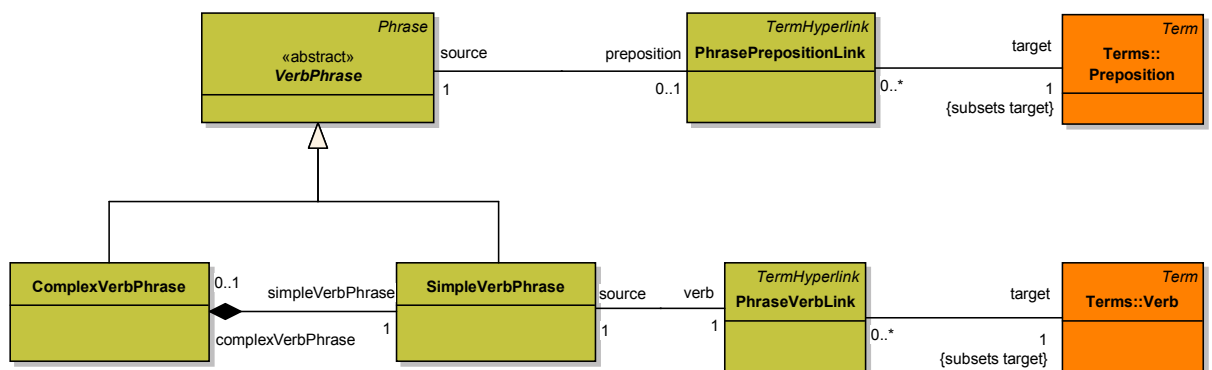 Phrase
«abstract»
VerbPhrase
source
1
preposition
0..1
TermHyperlink
PhrasePrepositionLink
0..*
target
1
{subsets target}
Term
Terms::
Preposition
ComplexVerbPhrase
0..1
complexVerbPhrase
simpleVerbPhrase
1
SimpleVerbPhrase
source
1
verb
1
TermHyperlink
PhraseVerbLink
0..*
target
1
{subsets target}
Term
Terms::Verb